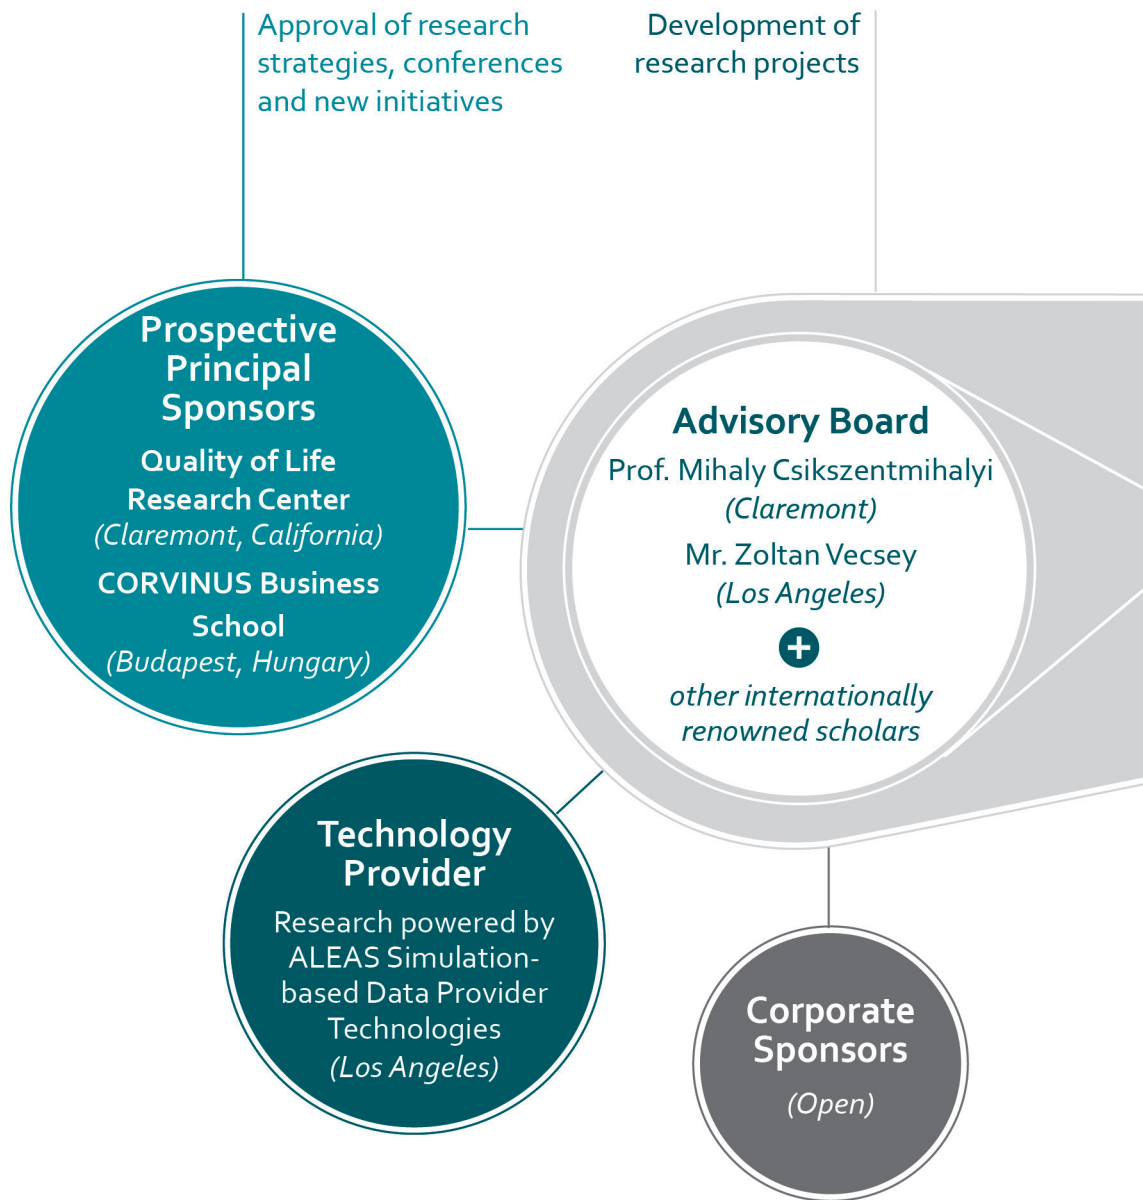 Approval of research
strategies, conferences
and new initiatives
Development of
research projects
Prospective
Principal
Sponsors
Quality of Life
Research Center
(Claremont, California)
CORVINUS Business
School
(Budapest, Hungary)
Advisory Board
Prof. Mihaly Csikszentmihalyi
(Claremont)
Mr. Zoltan Vecsey
(Los Angeles)
+
other internationally
renowned scholars
Technology
Provider
Research powered by
ALEAS Simulation-
based Data Provider
Technologies
(Los Angeles)
Corporate
Sponsors
(Open)